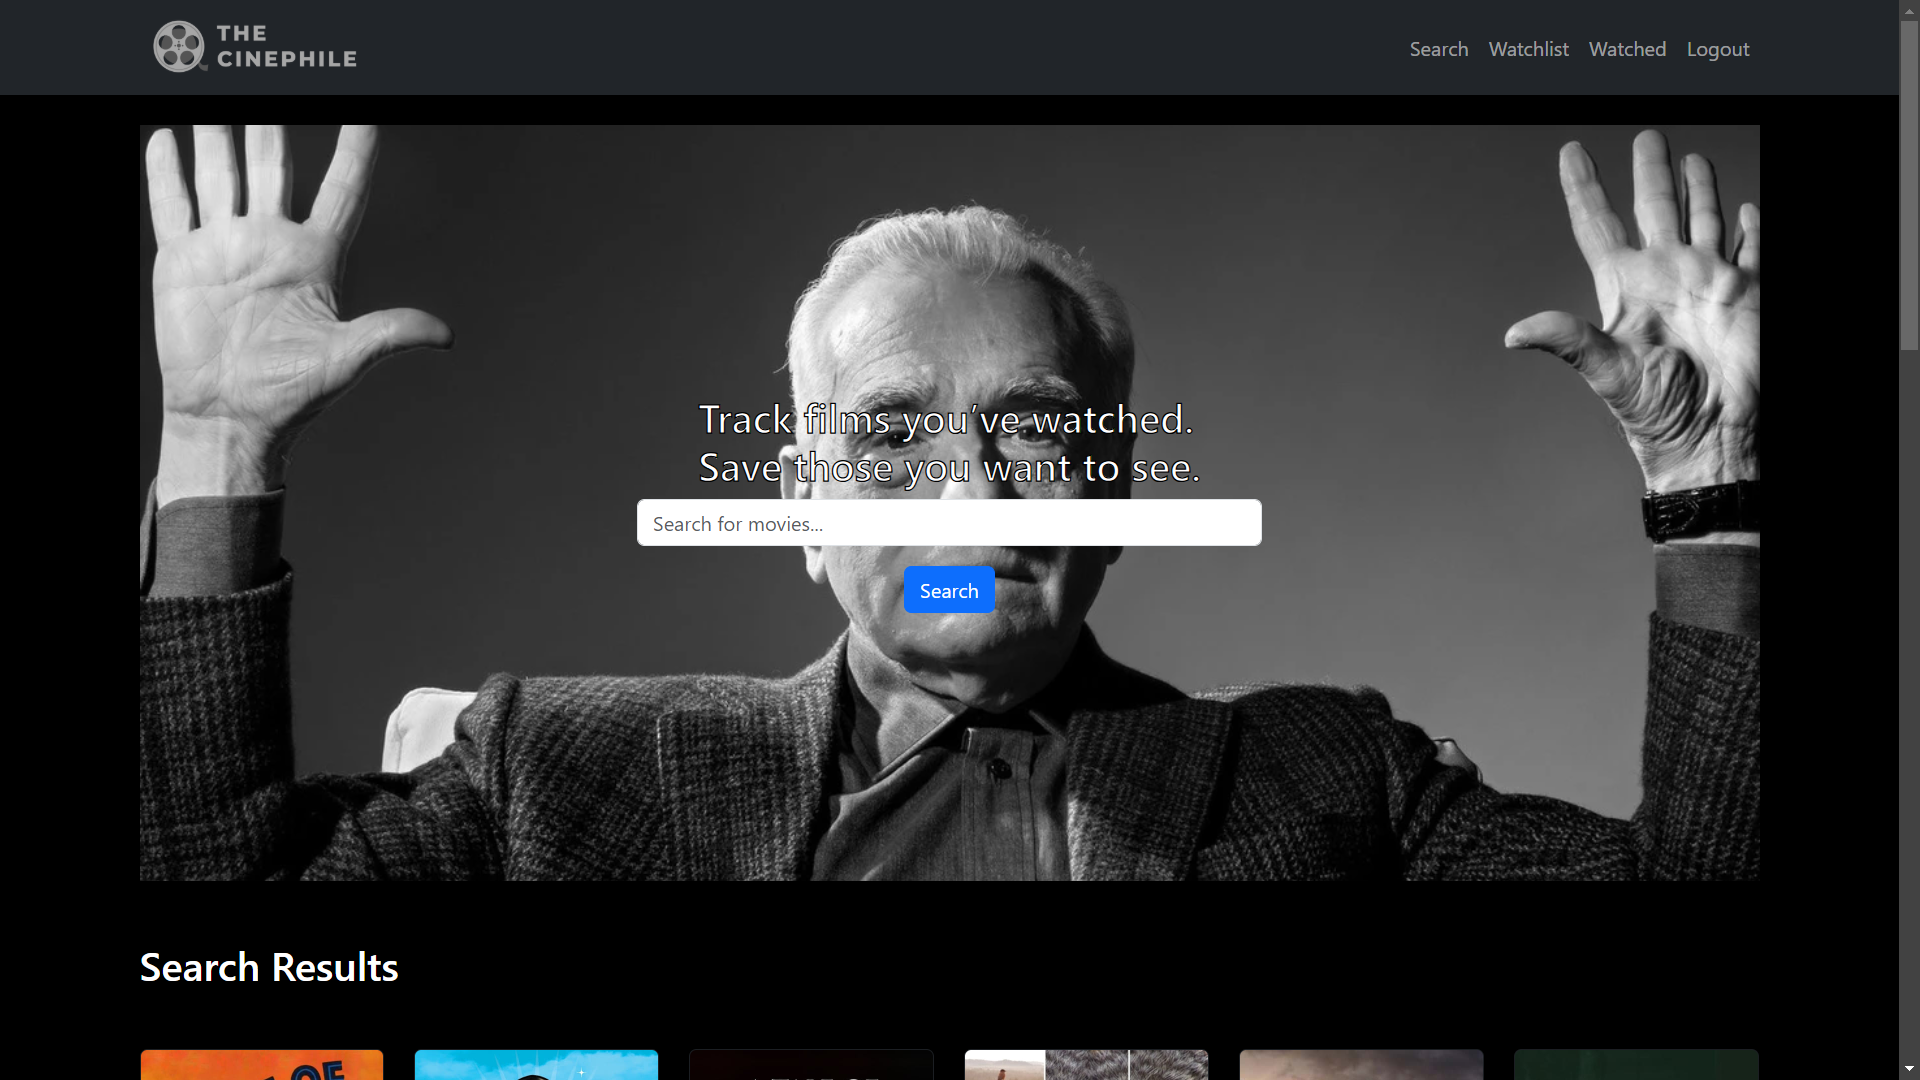 THE
CINEPHILE
Search
Watchlist
Watched
Logout
Track films you've watched.
Save those you want to see.
Search for movies...
Search
Search Results
OF